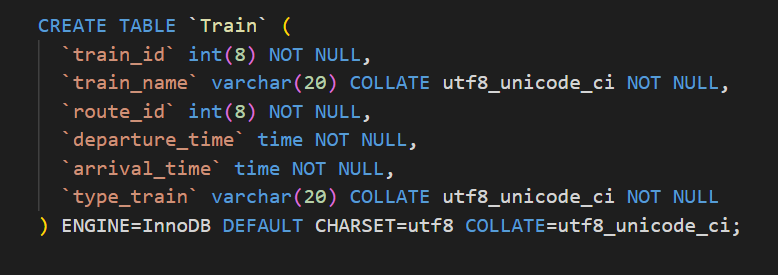 CREATE TABLE `Train` (
  `train_id` int(8) NOT NULL,
  `train_name` varchar(20) COLLATE utf8_unicode_ci NOT NULL,
  `route_id` int(8) NOT NULL,
  `departure_time` time NOT NULL,
  `arrival_time` time NOT NULL,
  `type_train` varchar(20) COLLATE utf8_unicode_ci NOT NULL
) ENGINE=InnoDB DEFAULT CHARSET=utf8 COLLATE=utf8_unicode_ci;